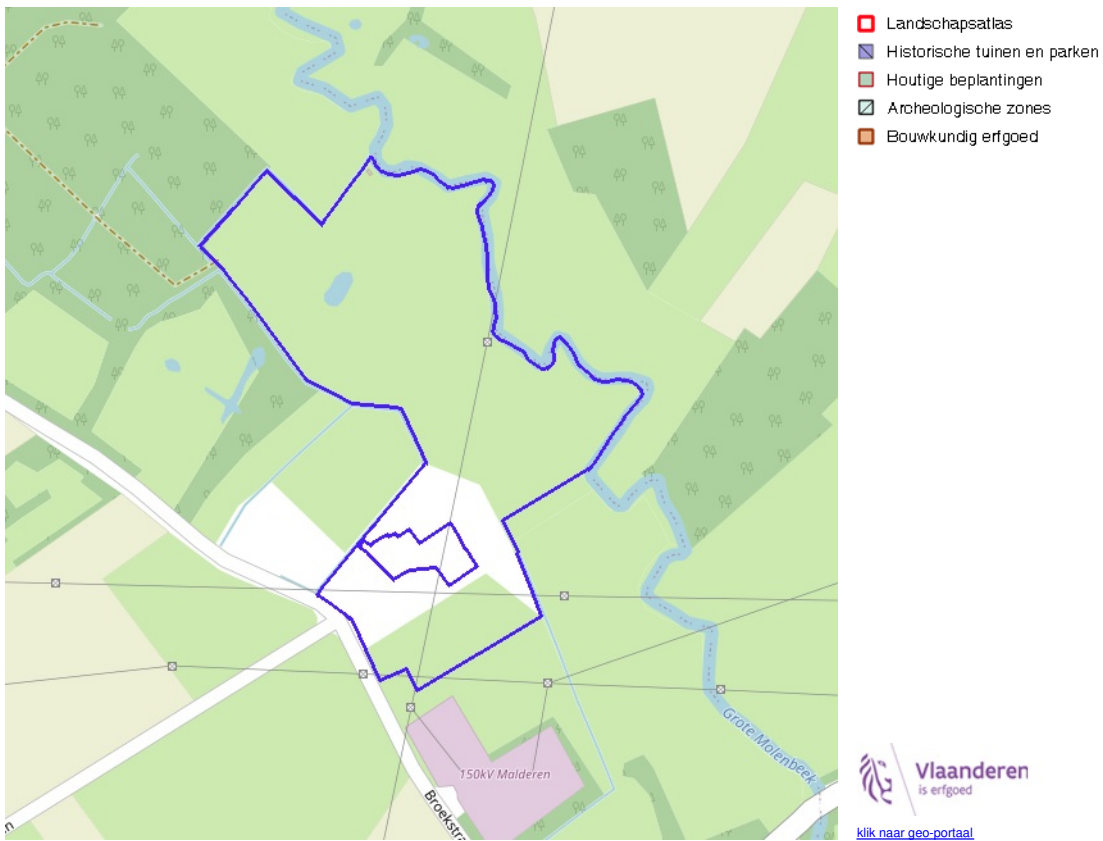 Landschapsatlas
Historische tuinen en parken
Houtige beplantingen
Archeologische zones
Bouwkundig erfgoed
150kV Malderen
Grote Molenbeek
Broekstra
Vlaanderen
is erfgoed
klik naar geo-portaal